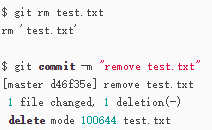 $ git rm test.txt
rm 'test.txt'
$ git commit -m "remove test.txt"
[master d46f35e] remove test.txt
1 file changed, 1 deletion(-)
delete mode 100644 test.txt